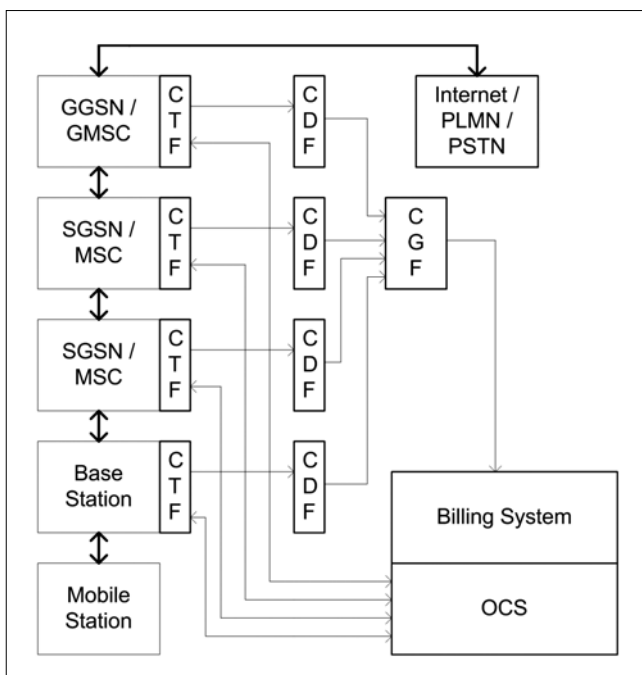 GGSN /
GMSC
C
T
F
C
D
F
Internet /
PLMN /
PSTN
SGSN /
MSC
C
T
F
C
D
F
C
G
F
SGSN /
MSC
C
T
F
C
D
F
Base
Station
C
T
F
C
D
F
Billing System
Mobile
Station
OCS